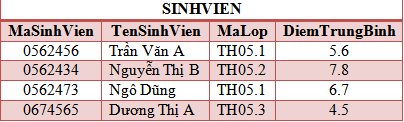 SINHVIEN
MaSinhVien TenSinhVien MaLop DiemTrungBinh
0562456 Trần Văn A TH05.1 5.6
0562434 Nguyễn Thị B TH05.2 7.8
0562473 Ngô Dũng TH05.1 6.7
0674565 Dương Thị A TH05.3 4.5